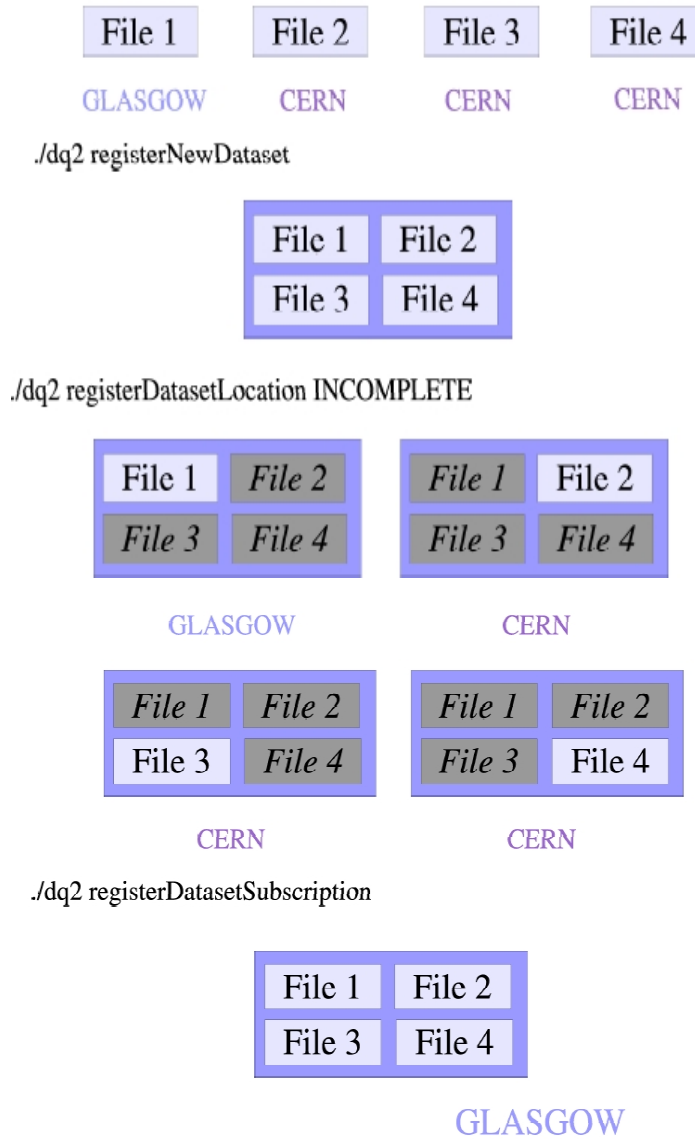 File 1 File 2 File 3 File 4
GLASGOW CERN CERN CERN
./dq2 registerNewDataset
File 1 File 2
File 3 File 4
./dq2 registerDatasetLocation INCOMPLETE
File 1 File 2 File 1 File 2
File 3 File 4 File 3 File 4
GLASGOW CERN
File 1 File 2 File 1 File 2
File 3 File 4 File 3 File 4
CERN CERN
./dq2 registerDatasetSubscription
File 1 File 2
File 3 File 4
GLASGOW